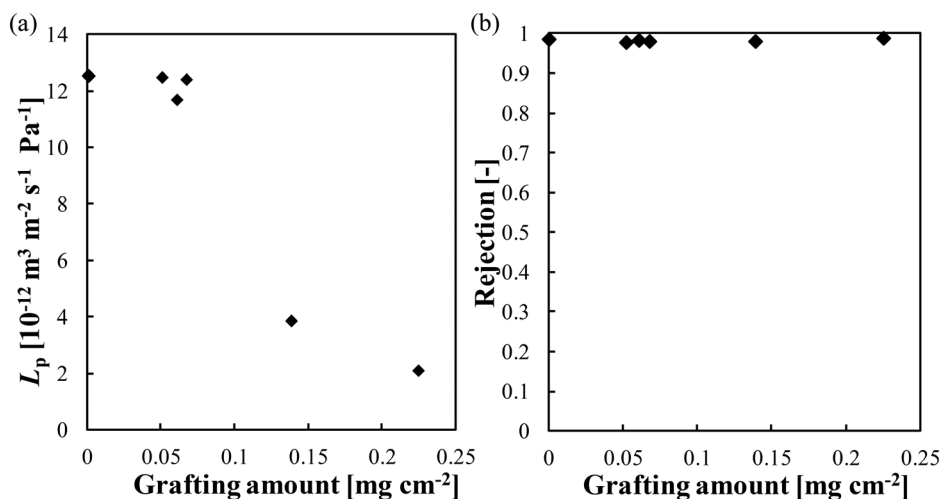 (a)
14
12
10
8
6
4
2
0
Lp [10-12 m3 m-2 s-1 Pa-1]
0 0.05 0.1 0.15 0.2 0.25
Grafting amount [mg cm-2]
(b)
1
0.9
0.8
0.7
0.6
0.5
0.4
0.3
0.2
0.1
0
Rejection [-]
0 0.05 0.1 0.15 0.2 0.25
Grafting amount [mg cm-2]